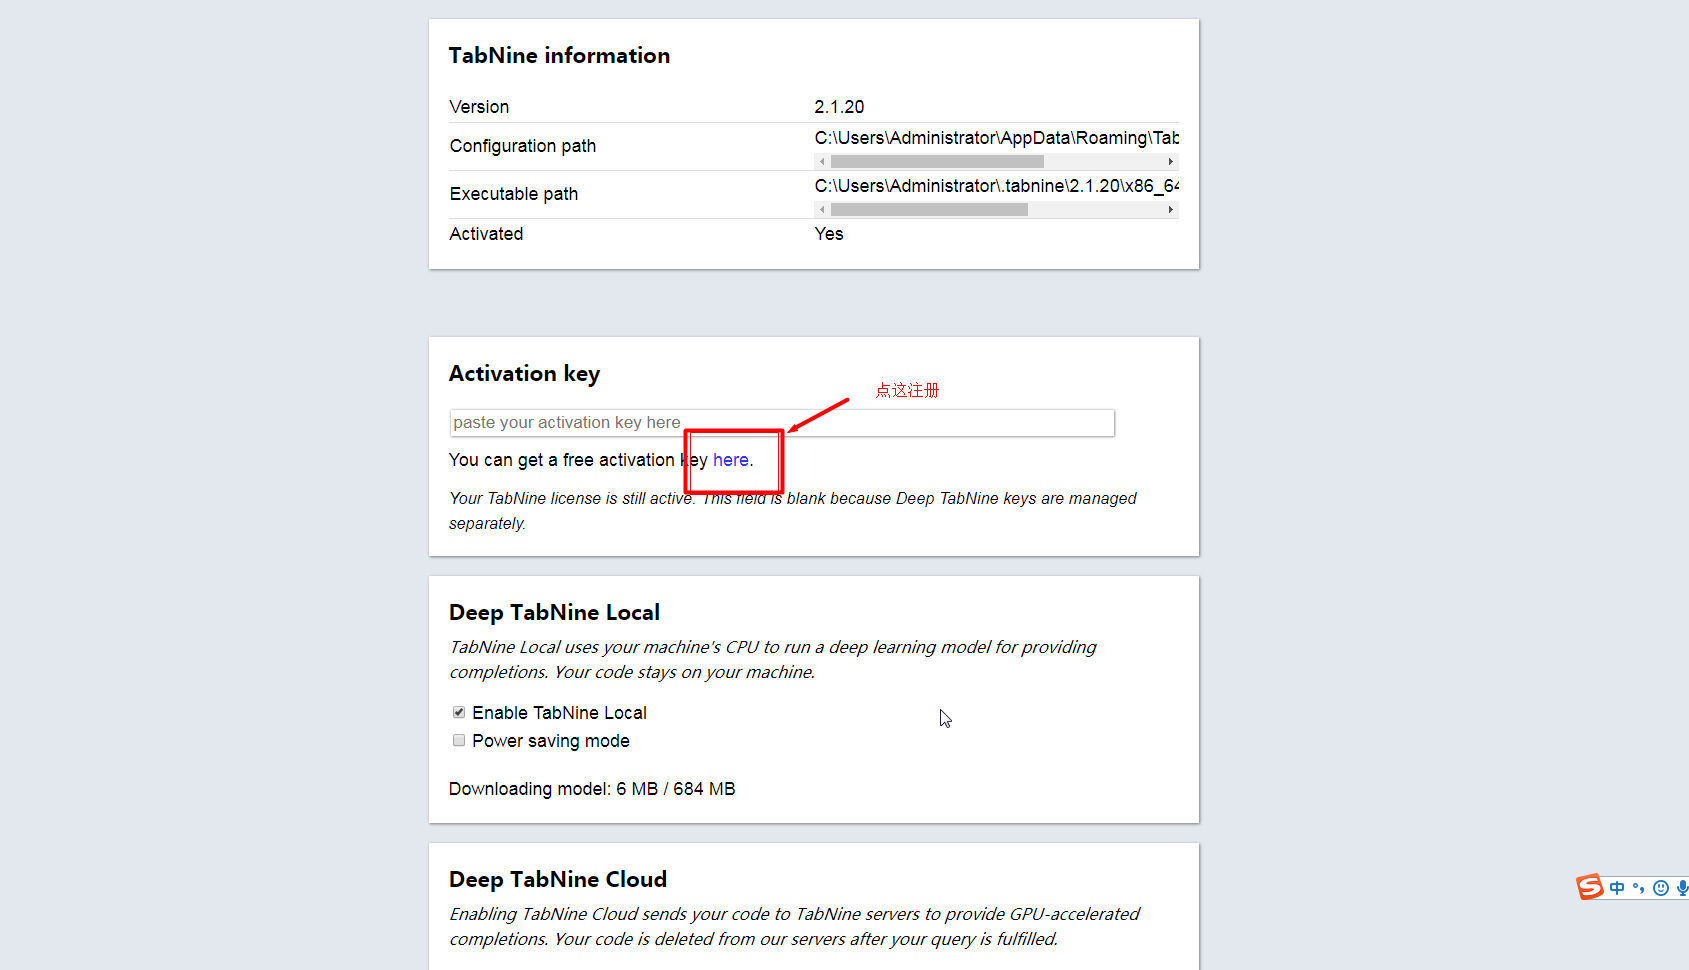 TabNine information
Version 2.1.20
Configuration path C:\Users\Administrator\AppData\Roaming\Tab
Executable path C:\Users\Administrator\.tabnine\2.1.20\x86_64
Activated Yes
Activation key
点这注册
paste your activation key here
You can get a free activation key here.
Your TabNine license is still active. This field is blank because Deep TabNine keys are managed
separately.
Deep TabNine Local
TabNine Local uses your machine's CPU to run a deep learning model for providing
completions. Your code stays on your machine.
Enable TabNine Local
Power saving mode
Downloading model: 6 MB / 684 MB
Deep TabNine Cloud
Enabling TabNine Cloud sends your code to TabNine servers to provide GPU-accelerated
completions. Your code is deleted from our servers after your query is fulfilled.
S 中 °,